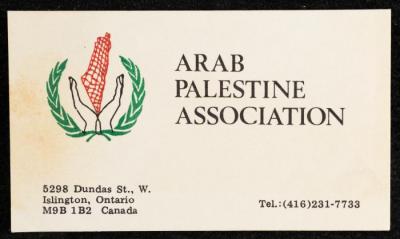 ARAB
PALESTINE
ASSOCIATION
5298 Dundas St., W.
Islington, Ontario
M9B 1B2 Canada
Tel.:(416)231-7733